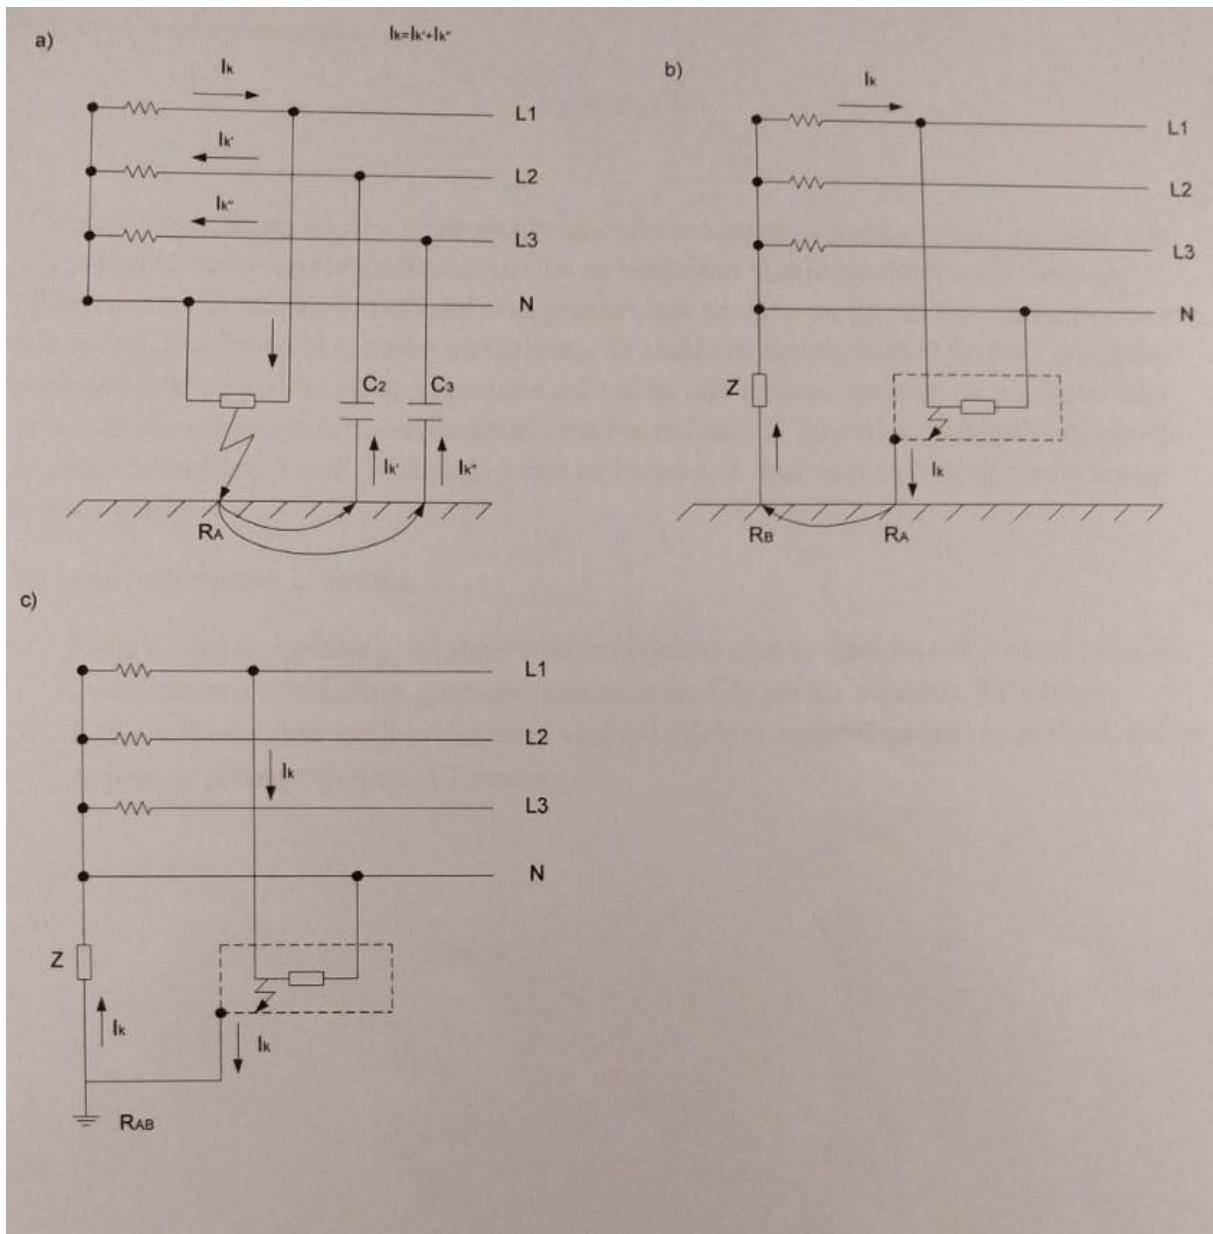 a)
Ik=Ik'+Ik"
Ik
L1
Ik'
L2
Ik"
L3
N
C2 C3
Ik' Ik"
RA
b)
Ik
L1
L2
L3
N
Z
Ik
RB RA
c)
L1
L2
Ik
L3
N
Z
Ik
Ik
RAB